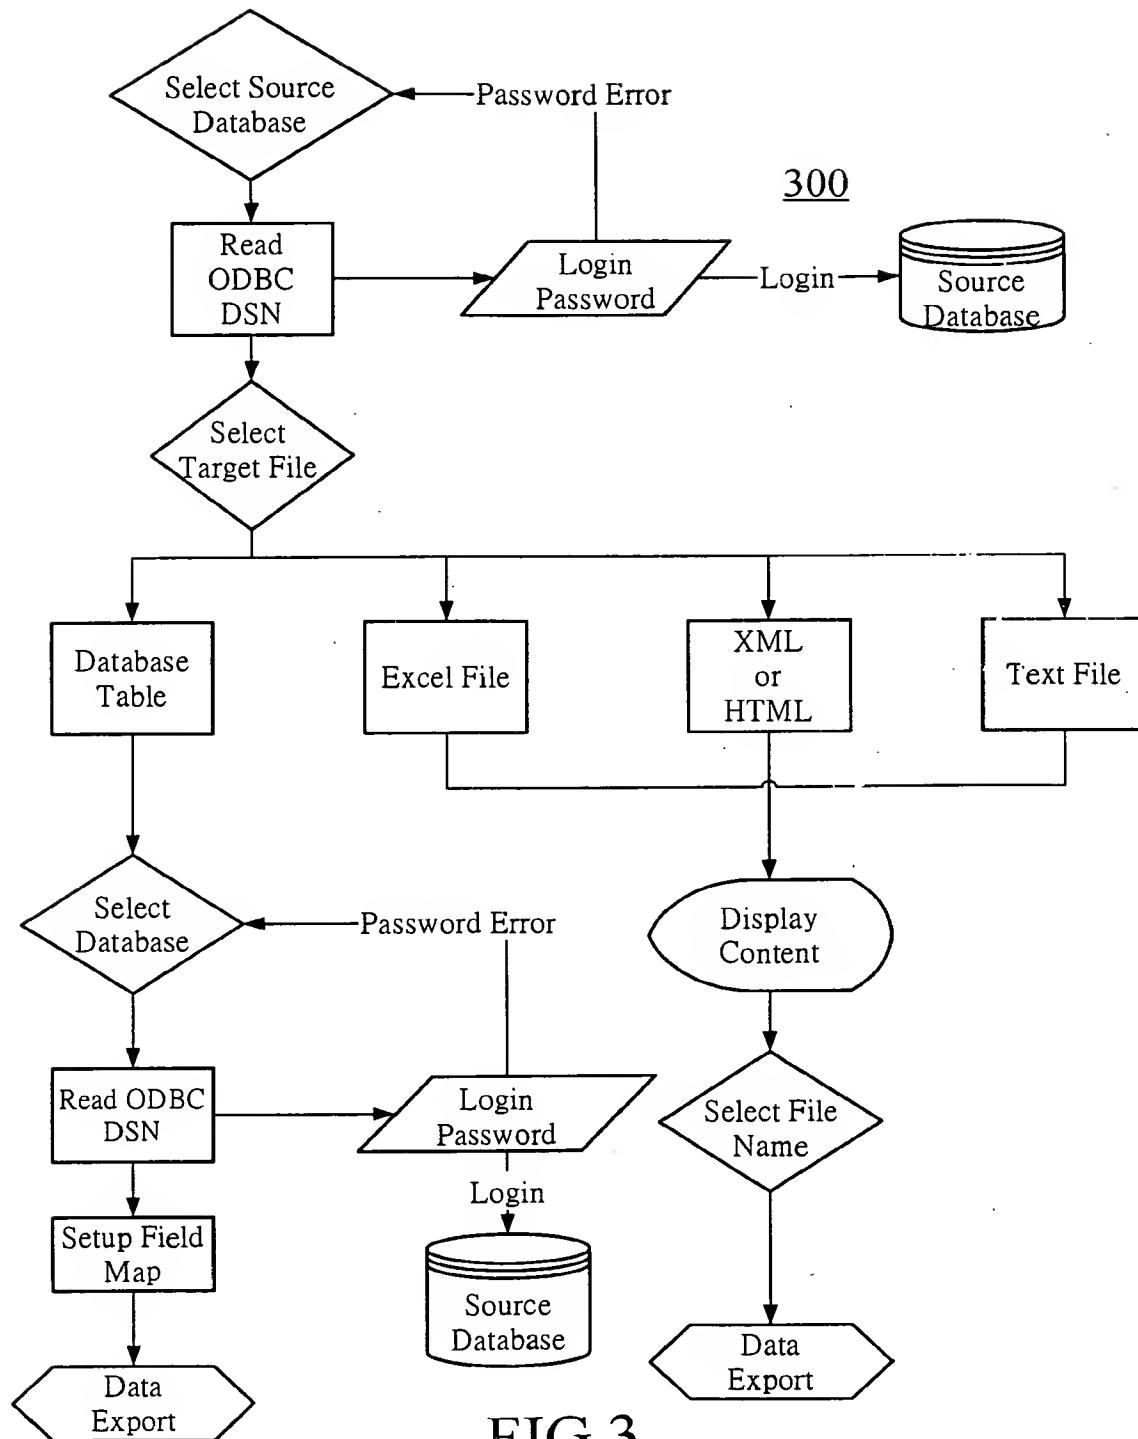 Select Source
Database
Password Error
300
Read
ODBC
DSN
Login
Password
Login
Source
Database
Select
Target File
Database
Table
Excel File
XML
or
HTML
Text File
Select
Database
Password Error
Display
Content
Read ODBC
DSN
Login
Password
Select File
Name
Login
Setup Field
Map
Source
Database
Data
Export
Data
Export
FIG.3